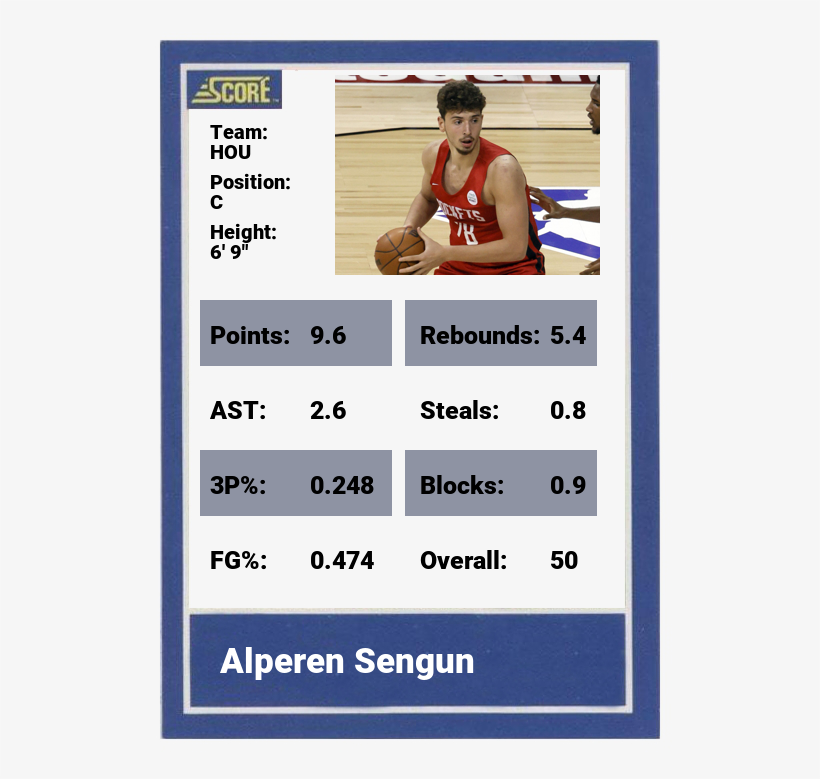 SCORE
Team:
HOU
Position:
C
Height:
6' 9"
18
Points: 9.6
Rebounds: 5.4
AST: 2.6
Steals: 0.8
3P%: 0.248
Blocks: 0.9
FG%: 0.474
Overall: 50
Alperen Sengun